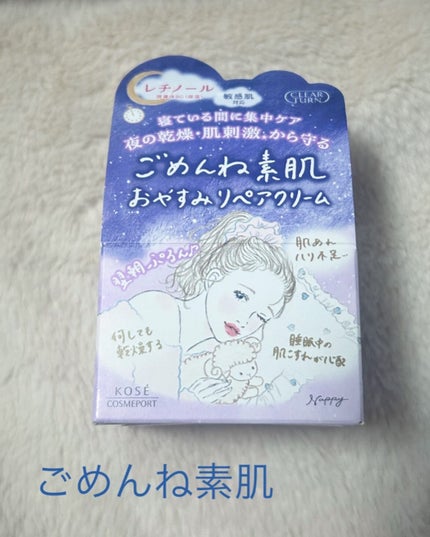 レチノール
敏感肌
対応
CLEAR
TURN
寝ている間に集中ケア
夜の乾燥・肌刺激*から守る
ごめんね素肌
おやすみリペアクリーム
翌朝ぷるん♪
肌あれ
ハリ不足…
何しても
乾燥する
睡眠中の
肌こすれが心配
KOSÉ
COSMEPORT
Nappy
ごめんね素肌